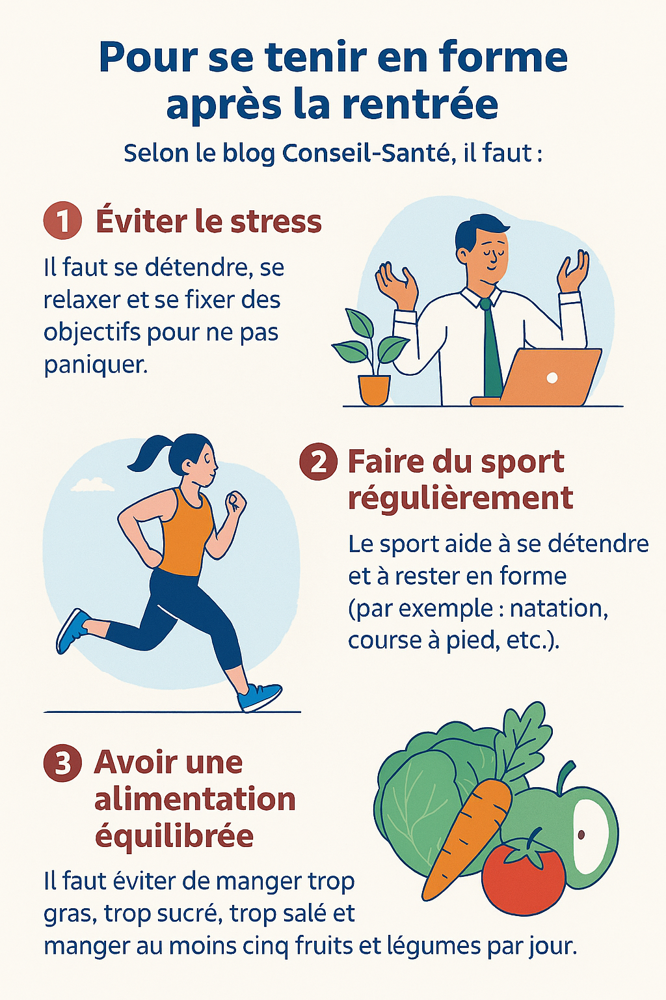 Pour se tenir en forme
après la rentrée
Selon le blog Conseil-Santé, il faut :
1 Éviter le stress
Il faut se détendre, se
relaxer et se fixer des
objectifs pour ne pas
paniquer.
2 Faire du sport
régulièrement
Le sport aide à se détendre
et à rester en forme
(par exemple : natation,
course à pied, etc.).
3 Avoir une
alimentation
équilibrée
Il faut éviter de manger trop
gras, trop sucré, trop salé et
manger au moins cinq fruits et légumes par jour.